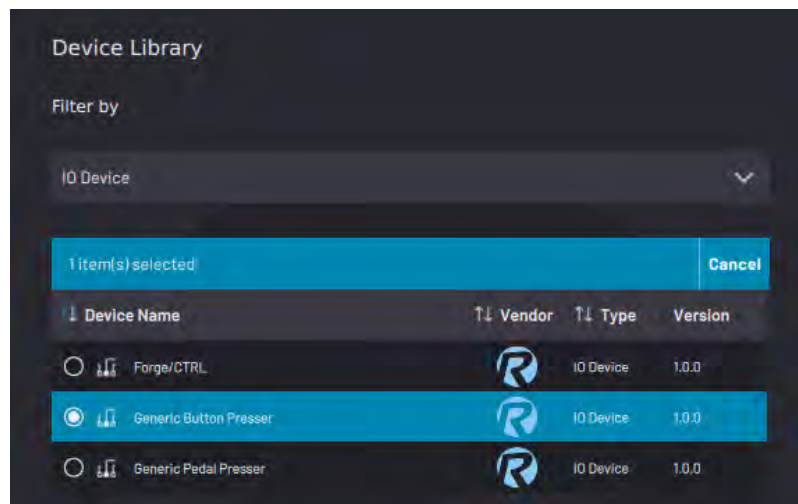 Device Library
Filter by
IO Device
1 item(s) selected Cancel
Device Name Vendor Type Version
Forge/CTRL IO Device 1.0.0
Generic Button Presser IO Device 1.0.0
Generic Pedal Presser IO Device 1.0.0